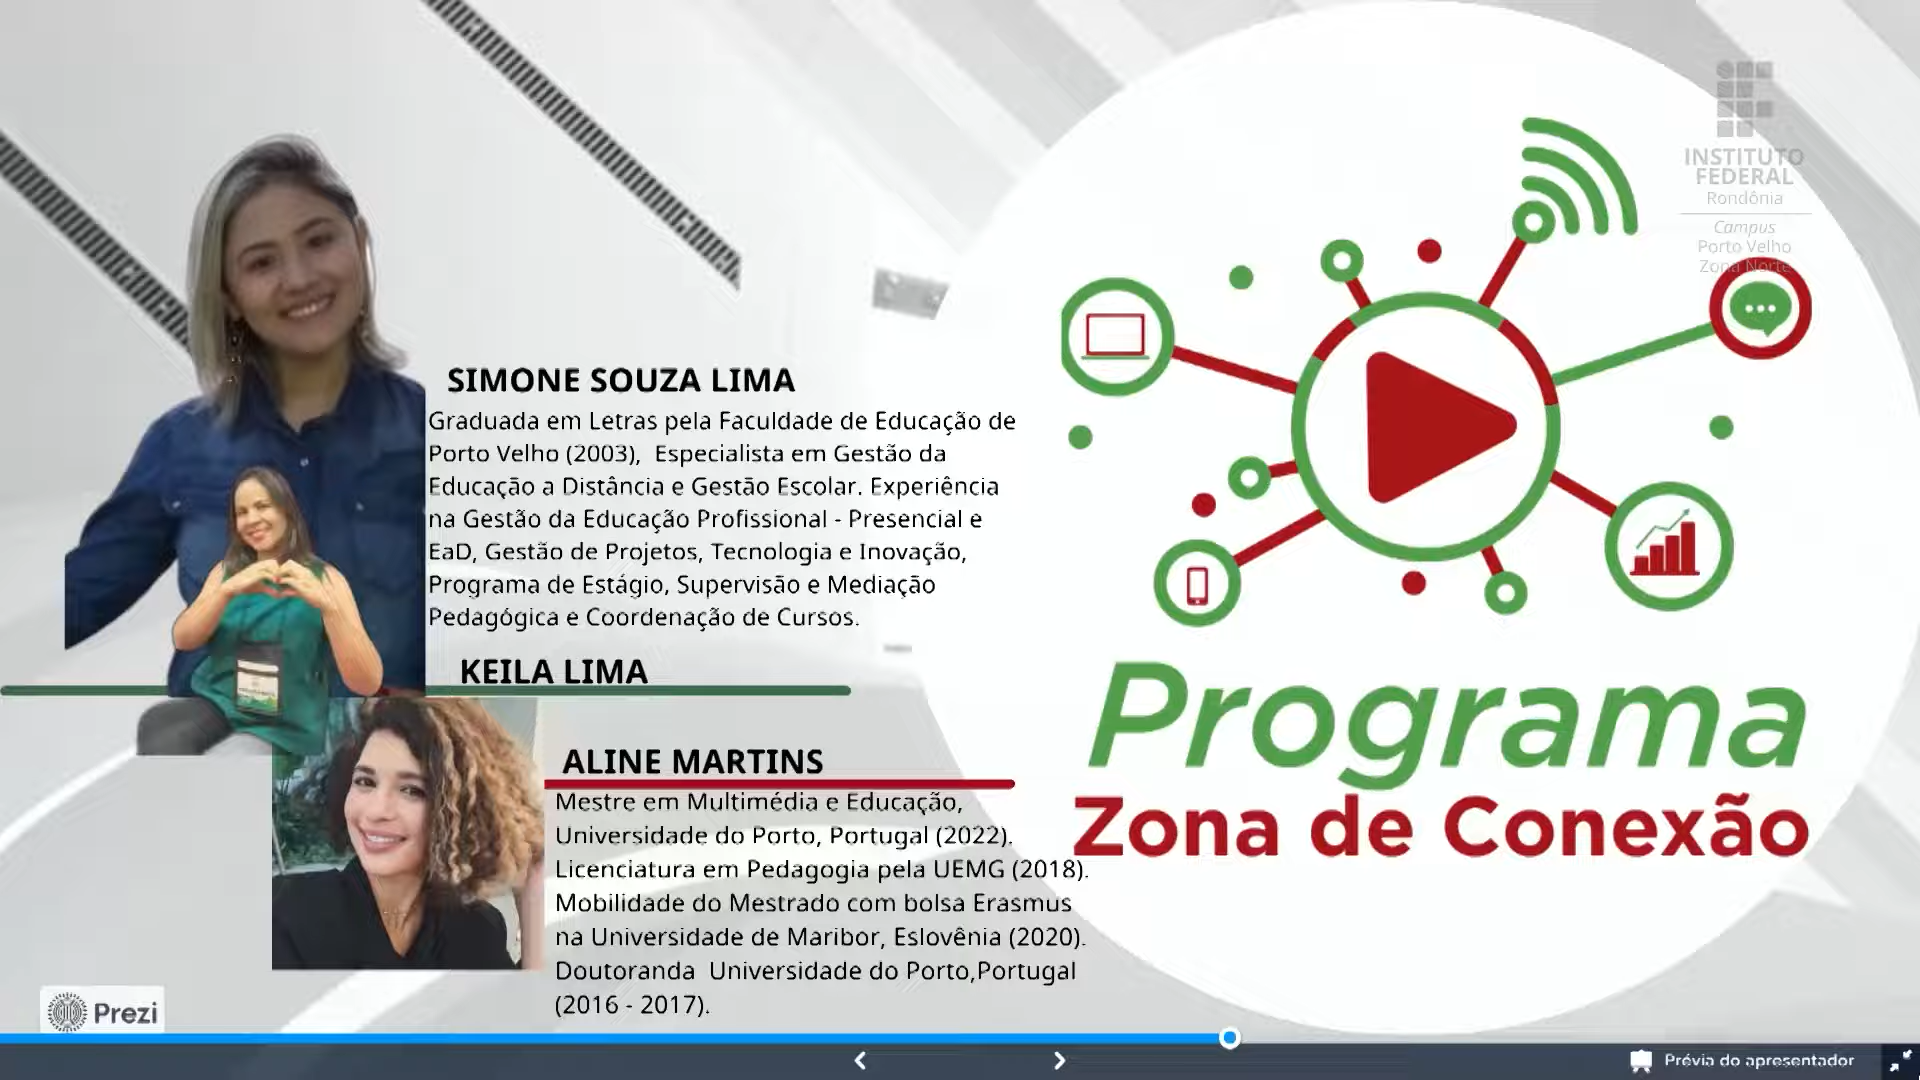 INSTITUTO
FEDERAL
Rondônia
Campus
Porto Velho
Zona Norte
SIMONE SOUZA LIMA
Graduada em Letras pela Faculdade de Educação de
Porto Velho (2003), Especialista em Gestão da
Educação a Distância e Gestão Escolar. Experiência
na Gestão da Educação Profissional - Presencial e
EaD, Gestão de Projetos, Tecnologia e Inovação,
Programa de Estágio, Supervisão e Mediação
Pedagógica e Coordenação de Cursos.
KEILA LIMA
ALINE MARTINS
Mestre em Multimédia e Educação,
Universidade do Porto, Portugal (2022).
Licenciatura em Pedagogia pela UEMG (2018).
Mobilidade do Mestrado com bolsa Erasmus
na Universidade de Maribor, Eslovênia (2020).
Doutoranda Universidade do Porto,Portugal
(2016 - 2017).
Programa
Zona de Conexão
Prezi
Prévia do apresentador